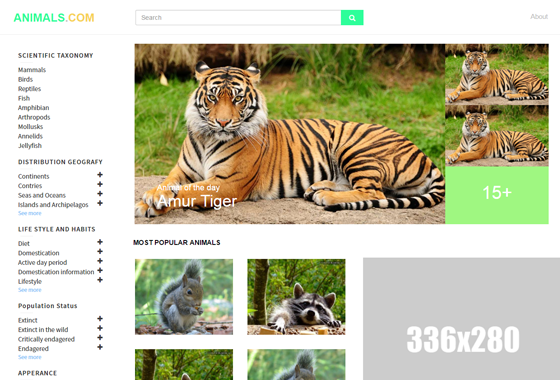 ANIMALS.COM
Search
About
SCIENTIFIC TAXONOMY
Mammals
Birds
Reptiles
Fish
Amphibian
Arthropods
Mollusks
Annelids
Jellyfish
DISTRIBUTION GEOGRAFY
Continents
Contries
Seas and Oceans
Islands and Archipelagos
See more
LIFE STYLE AND HABITS
Diet
Domestication
Active day period
Domestication information
Lifestyle
See more
Population Status
Extinct
Extinct in the wild
Critically endagered
Endagered
See more
APPERANCE
Animal of the day
Amur Tiger
15+
MOST POPULAR ANIMALS
336x280